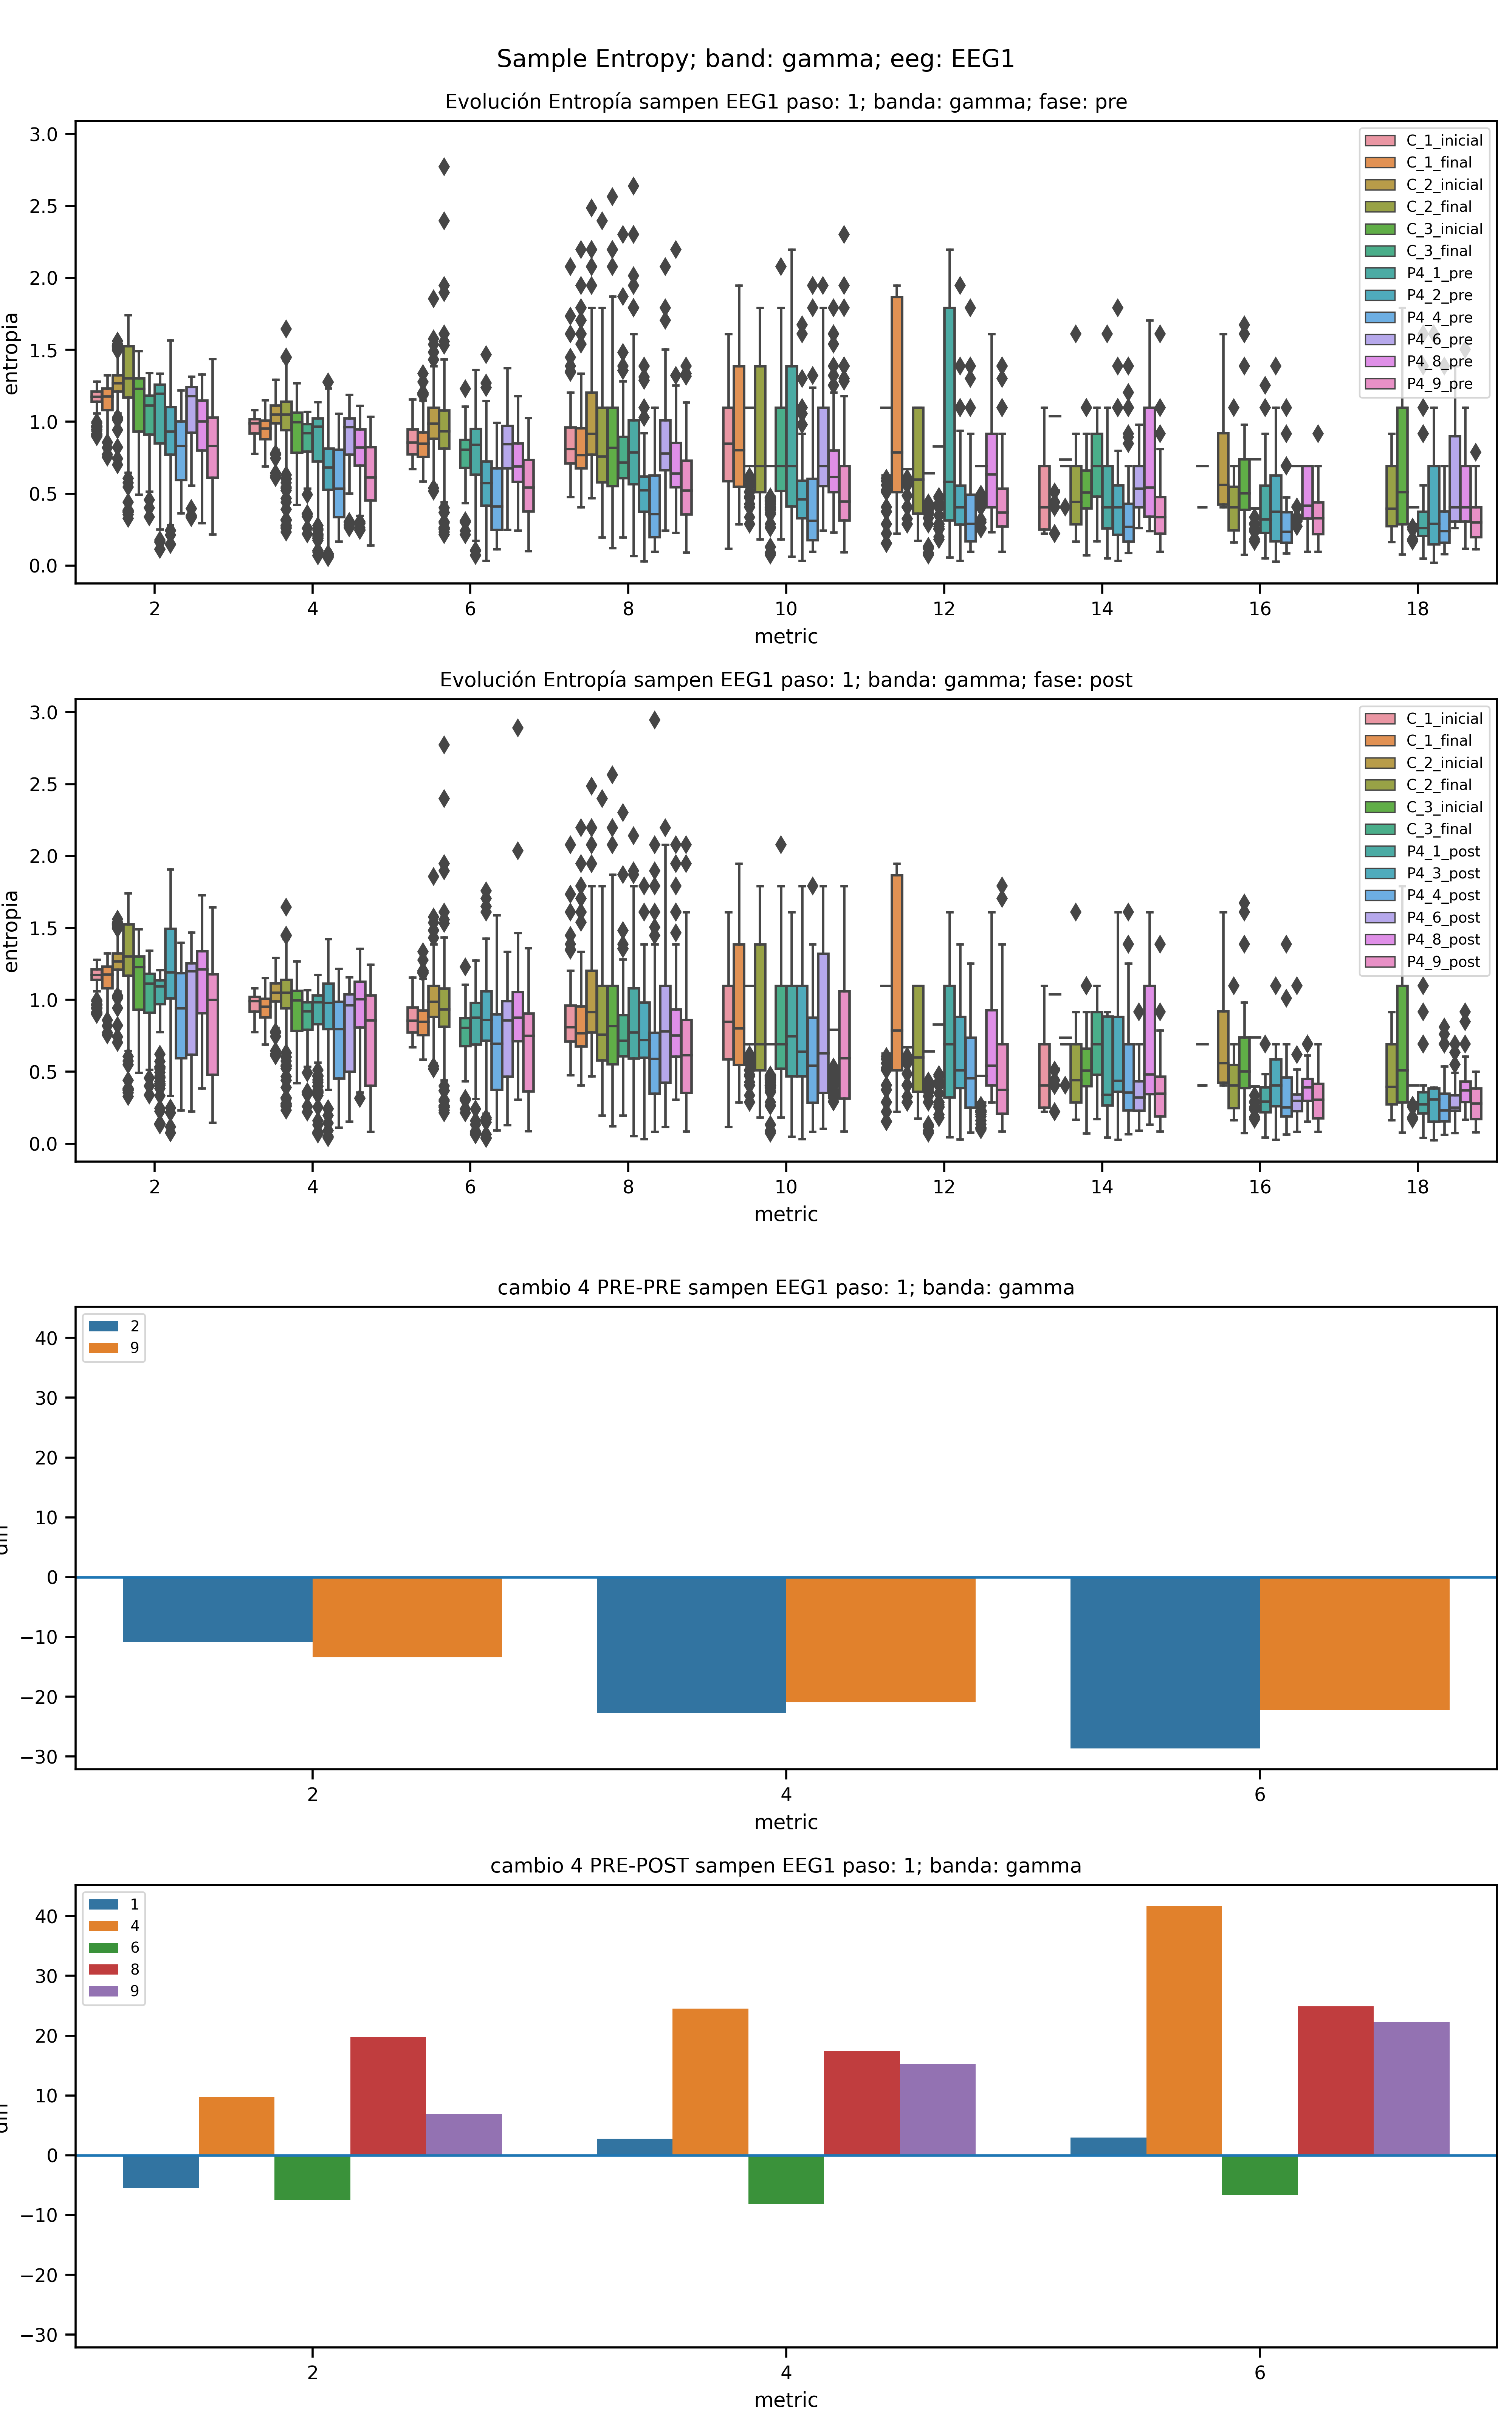 Sample Entropy; band: gamma; eeg: EEG1
Evolución Entropía sampen EEG1 paso: 1; banda: gamma; fase: pre
entropia
3.0
2.5
2.0
1.5
1.0
0.5
0.0
C_1_inicial
C_1_final
C_2_inicial
C_2_final
C_3_inicial
C_3_final
P4_1_pre
P4_2_pre
P4_4_pre
P4_6_pre
P4_8_pre
P4_9_pre
2 4 6 8 10 12 14 16 18
metric
Evolución Entropía sampen EEG1 paso: 1; banda: gamma; fase: post
entropia
3.0
2.5
2.0
1.5
1.0
0.5
0.0
C_1_inicial
C_1_final
C_2_inicial
C_2_final
C_3_inicial
C_3_final
P4_1_post
P4_3_post
P4_4_post
P4_6_post
P4_8_post
P4_9_post
2 4 6 8 10 12 14 16 18
metric
cambio 4 PRE-PRE sampen EEG1 paso: 1; banda: gamma
40
30
20
10
0
−10
−20
−30
2
9
2 4 6
metric
cambio 4 PRE-POST sampen EEG1 paso: 1; banda: gamma
40
30
20
10
0
−10
−20
−30
1
4
6
8
9
2 4 6
metric